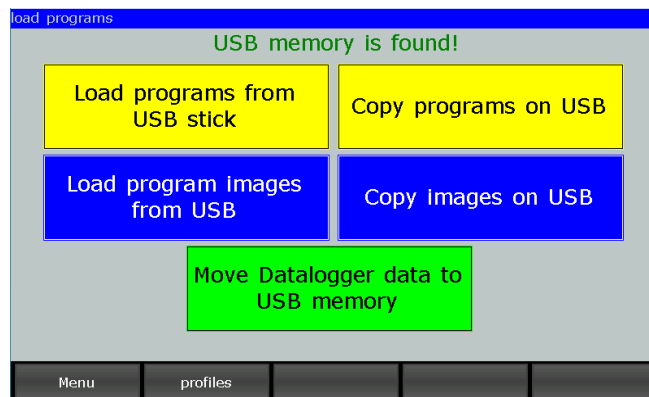 load programs
USB memory is found!
Load programs from
USB stick
Copy programs on USB
Load program images
from USB
Copy images on USB
Move Datalogger data to
USB memory
Menu
profiles